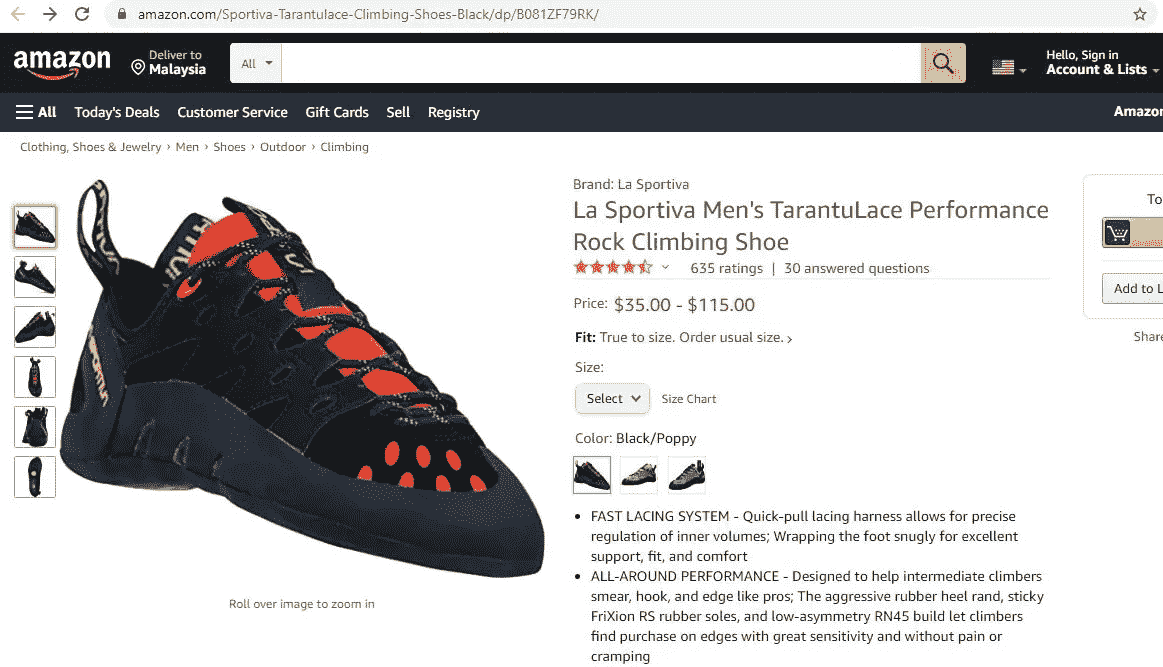 amazon.com/Sportiva-Tarantulace-Climbing-Shoes-Black/dp/B081ZF79RK/
amazon
Deliver to
Malaysia
All
Hello, Sign in
Account & Lists
All
Today's Deals
Customer Service
Gift Cards
Sell
Registry
Amazon
Clothing, Shoes & Jewelry › Men › Shoes › Outdoor › Climbing
Brand: La Sportiva
La Sportiva Men's TarantuLace Performance
Rock Climbing Shoe
635 ratings | 30 answered questions
Price: $35.00 - $115.00
Fit: True to size. Order usual size. ›
Size:
Select
Size Chart
Color: Black/Poppy
• FAST LACING SYSTEM - Quick-pull lacing harness allows for precise
regulation of inner volumes; Wrapping the foot snugly for excellent
support, fit, and comfort
• ALL-AROUND PERFORMANCE - Designed to help intermediate climbers
smear, hook, and edge like pros; The aggressive rubber heel rand, sticky
FriXion RS rubber soles, and low-asymmetry RN45 build let climbers
find purchase on edges with great sensitivity and without pain or
cramping
Roll over image to zoom in
To
Add to L
Share